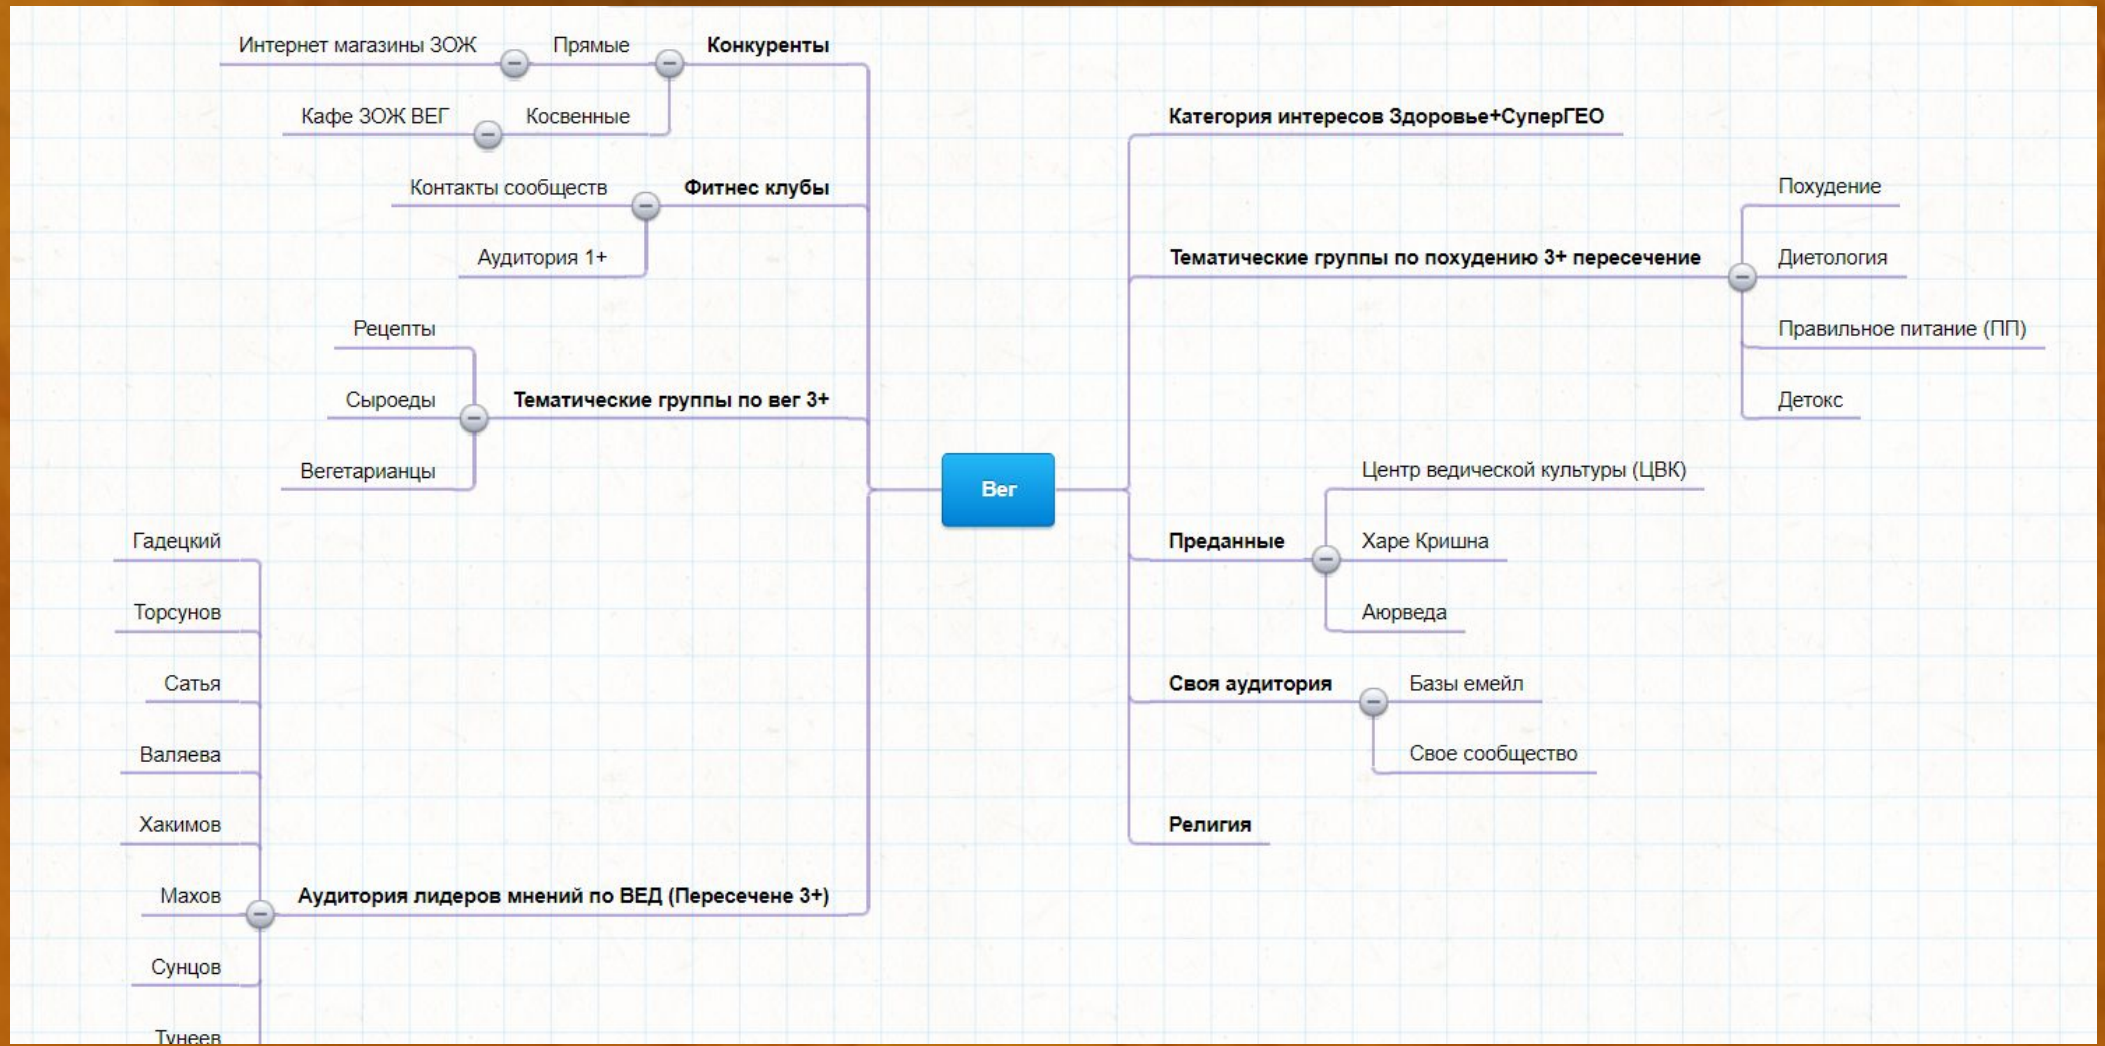 Интернет магазины ЗОЖ
Прямые
Конкуренты
Кафе ЗОЖ ВЕГ
Косвенные
Контакты сообществ
Фитнес клубы
Аудитория 1+
Рецепты
Сыроеды
Тематические группы по вег 3+
Вегетарианцы
Гадецкий
Торсунов
Сатья
Валяева
Хакимов
Махов
Аудитория лидеров мнений по ВЕД (Пересечене 3+)
Сунцов
Тунеев
Вег
Категория интересов Здоровье+СуперГЕО
Похудение
Тематические группы по похудению 3+ пересечение
Диетология
Правильное питание (ПП)
Детокс
Центр ведической культуры (ЦВК)
Преданные
Харе Кришна
Аюрведа
Своя аудитория
Базы емейл
Свое сообщество
Религия